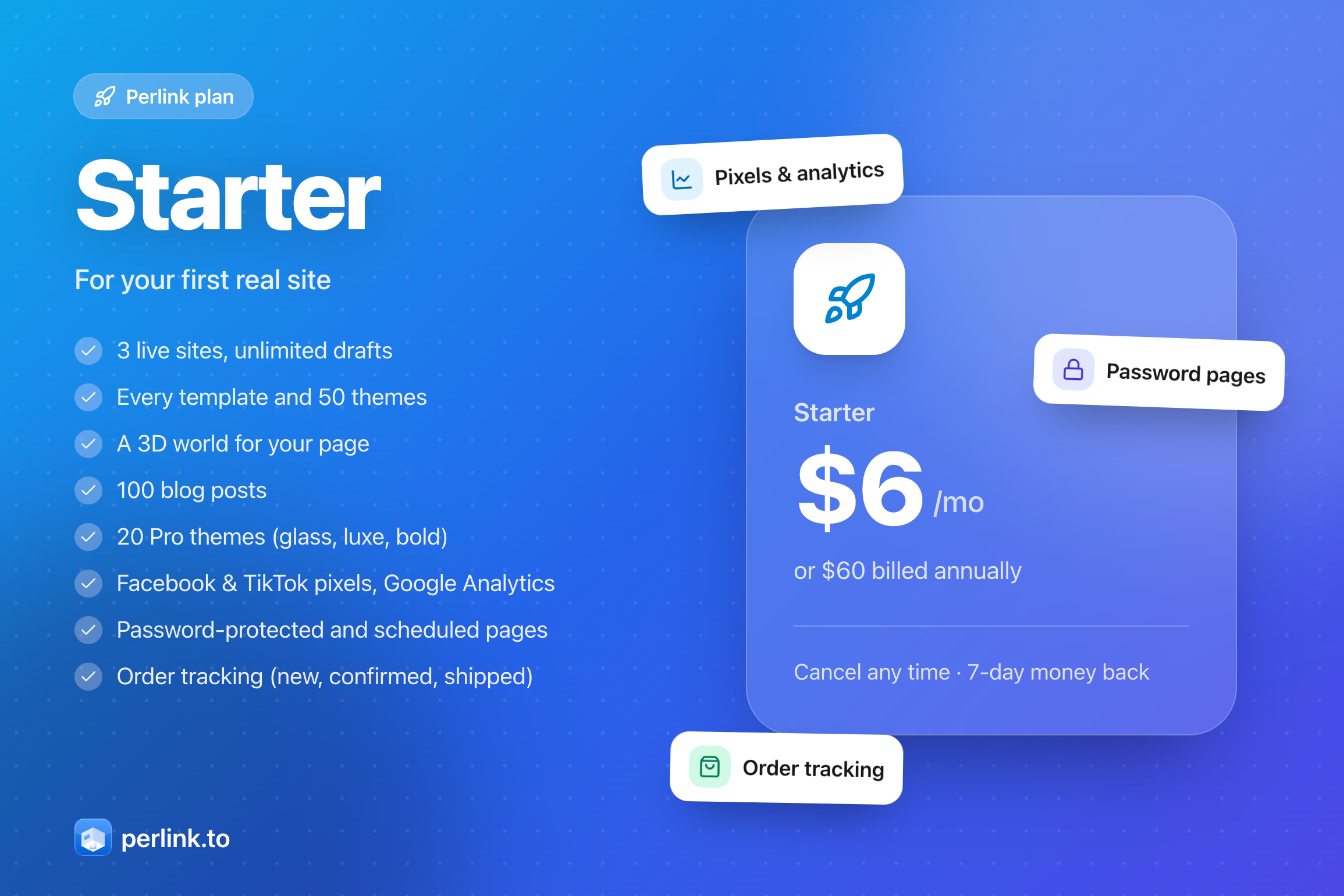 Perlink plan
Starter
For your first real site
3 live sites, unlimited drafts
Every template and 50 themes
A 3D world for your page
100 blog posts
20 Pro themes (glass, luxe, bold)
Facebook & TikTok pixels, Google Analytics
Password-protected and scheduled pages
Order tracking (new, confirmed, shipped)
perlink.to
Pixels & analytics
Password pages
Starter
$6 /mo
or $60 billed annually
Cancel any time · 7-day money back
Order tracking